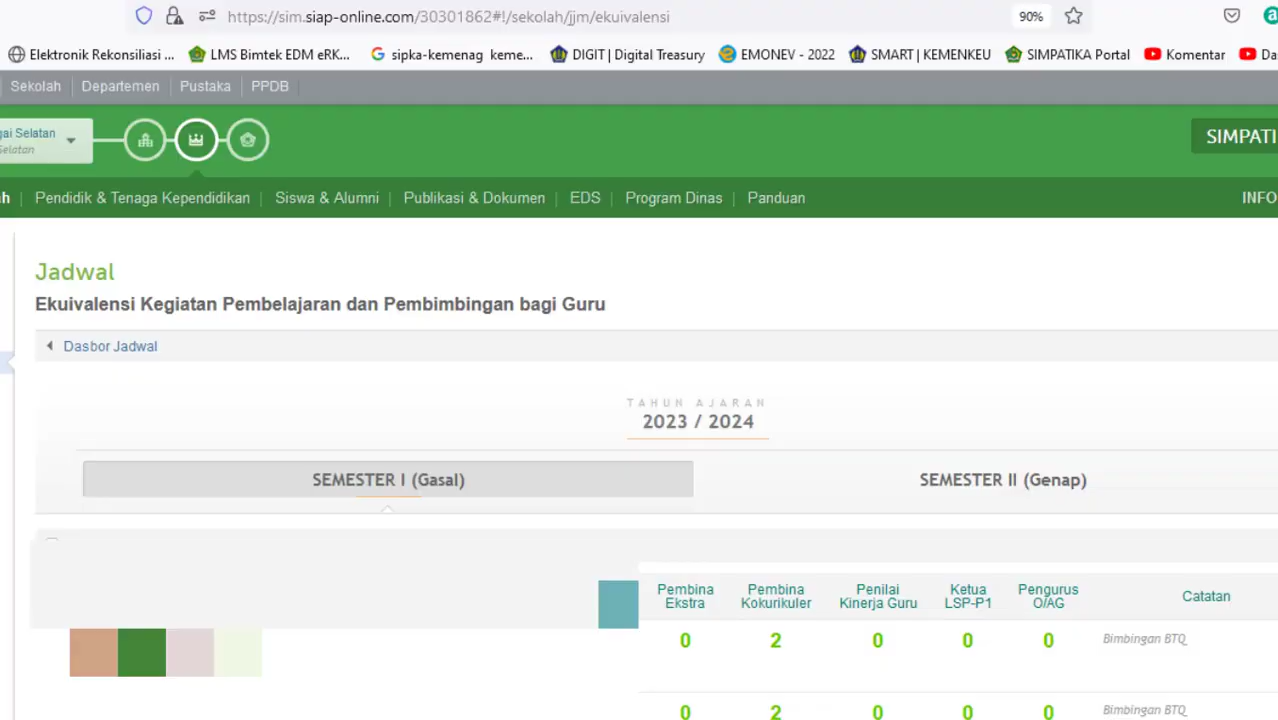 https://sim.siap-online.com/30301862#!/sekolah/jjm/ekuivalensi 90%
Elektronik Rekonsiliasi ... LMS Bimtek EDM eRK... sipka-kemenag keme... DIGIT | Digital Treasury EMONEV - 2022 SMART | KEMENKEU SIMPATIKA Portal Komentar Da
Sekolah Departemen Pustaka PPDB
gai Selatan
Selatan
SIMPATI
h Pendidik & Tenaga Kependidikan Siswa & Alumni Publikasi & Dokumen EDS Program Dinas Panduan INFO
Jadwal
Ekuivalensi Kegiatan Pembelajaran dan Pembimbingan bagi Guru
Dasbor Jadwal
TAHUN AJARAN
2023 / 2024
SEMESTER I (Gasal) SEMESTER II (Genap)
Pembina Pembina Penilai Ketua Pengurus
Ekstra Kokurikuler Kinerja Guru LSP-P1 O/AG Catatan
0 2 0 0 0 Bimbingan BTQ
0 2 0 0 0 Bimbingan BTQ